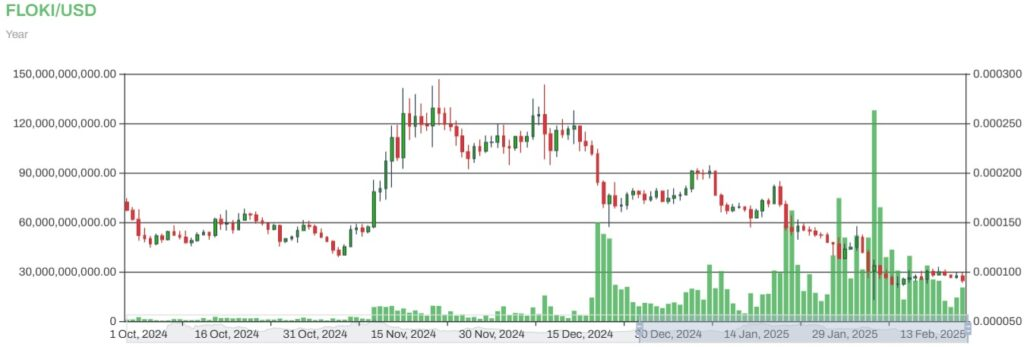 FLOKI/USD
Year
150,000,000,000.00 0.000300
120,000,000,000.00 0.000250
90,000,000,000.00 0.000200
60,000,000,000.00 0.000150
30,000,000,000.00 0.000100
0 0.000050
1 Oct, 2024 16 Oct, 2024 31 Oct, 2024 15 Nov, 2024 30 Nov, 2024 15 Dec, 2024 30 Dec, 2024 14 Jan, 2025 29 Jan, 2025 13 Feb, 2025